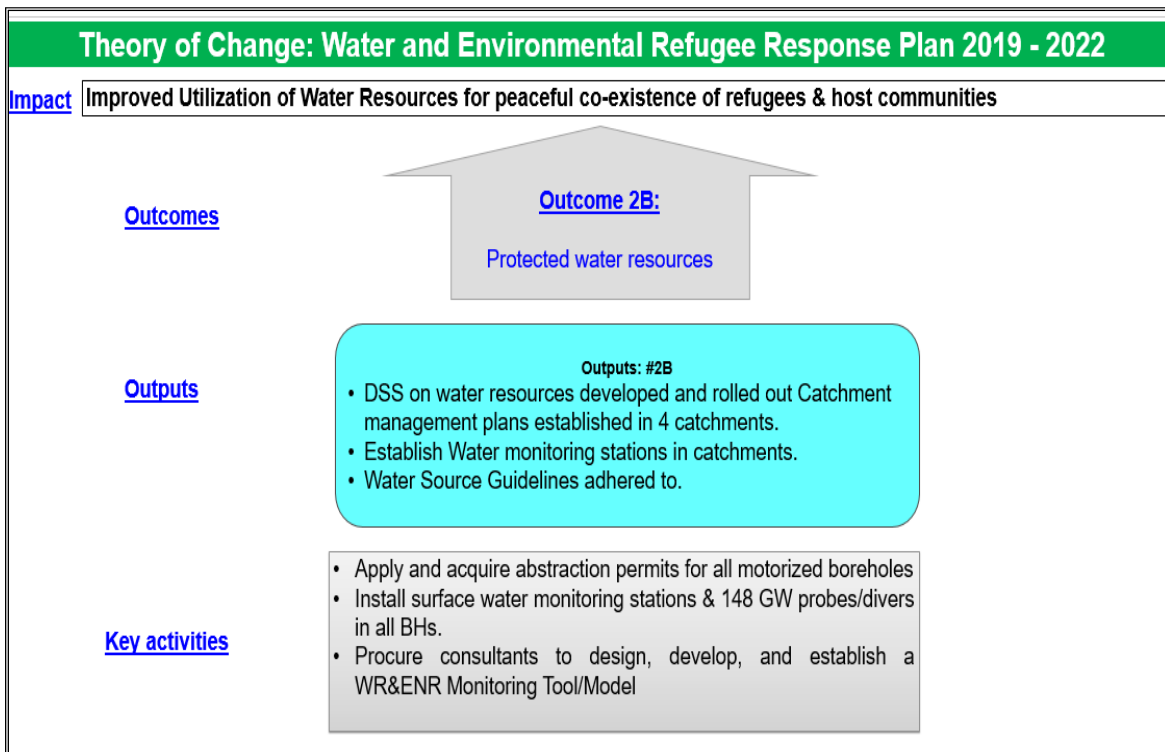 Theory of Change: Water and Environmental Refugee Response Plan 2019 - 2022
Impact
Improved Utilization of Water Resources for peaceful co-existence of refugees & host communities
Outcomes
Outcome 2B:
Protected water resources
Outputs
Outputs: #2B
• DSS on water resources developed and rolled out Catchment
management plans established in 4 catchments.
• Establish Water monitoring stations in catchments.
• Water Source Guidelines adhered to.
Key activities
• Apply and acquire abstraction permits for all motorized boreholes
• Install surface water monitoring stations & 148 GW probes/divers
in all BHs.
• Procure consultants to design, develop, and establish a
WR&ENR Monitoring Tool/Model